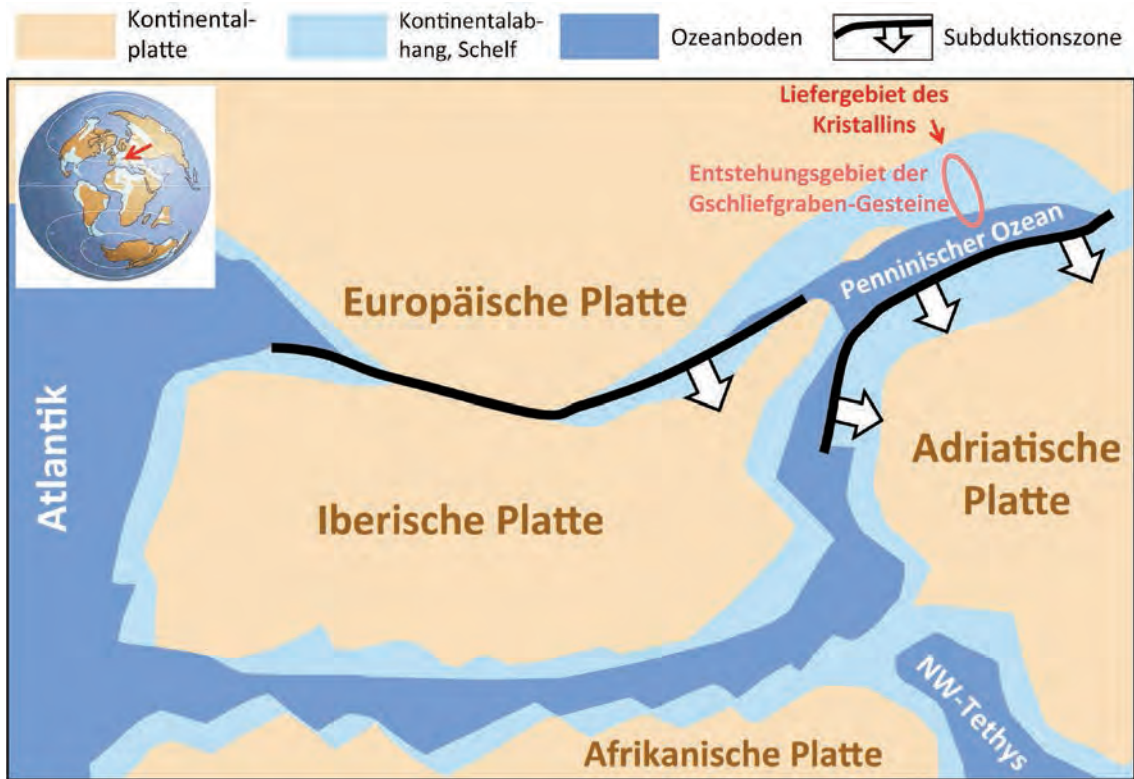 Kontinental-
platte
Kontinentalab-
hang, Schelf
Ozeanboden
Subduktionszone
Liefergebiet des
Kristallins
Entstehungsgebiet der
Gschliefgraben-Gesteine
Penninischer Ozean
Europäische Platte
Atlantik
Iberische Platte
Adriatische
Platte
NW-Tethys
Afrikanische Platte